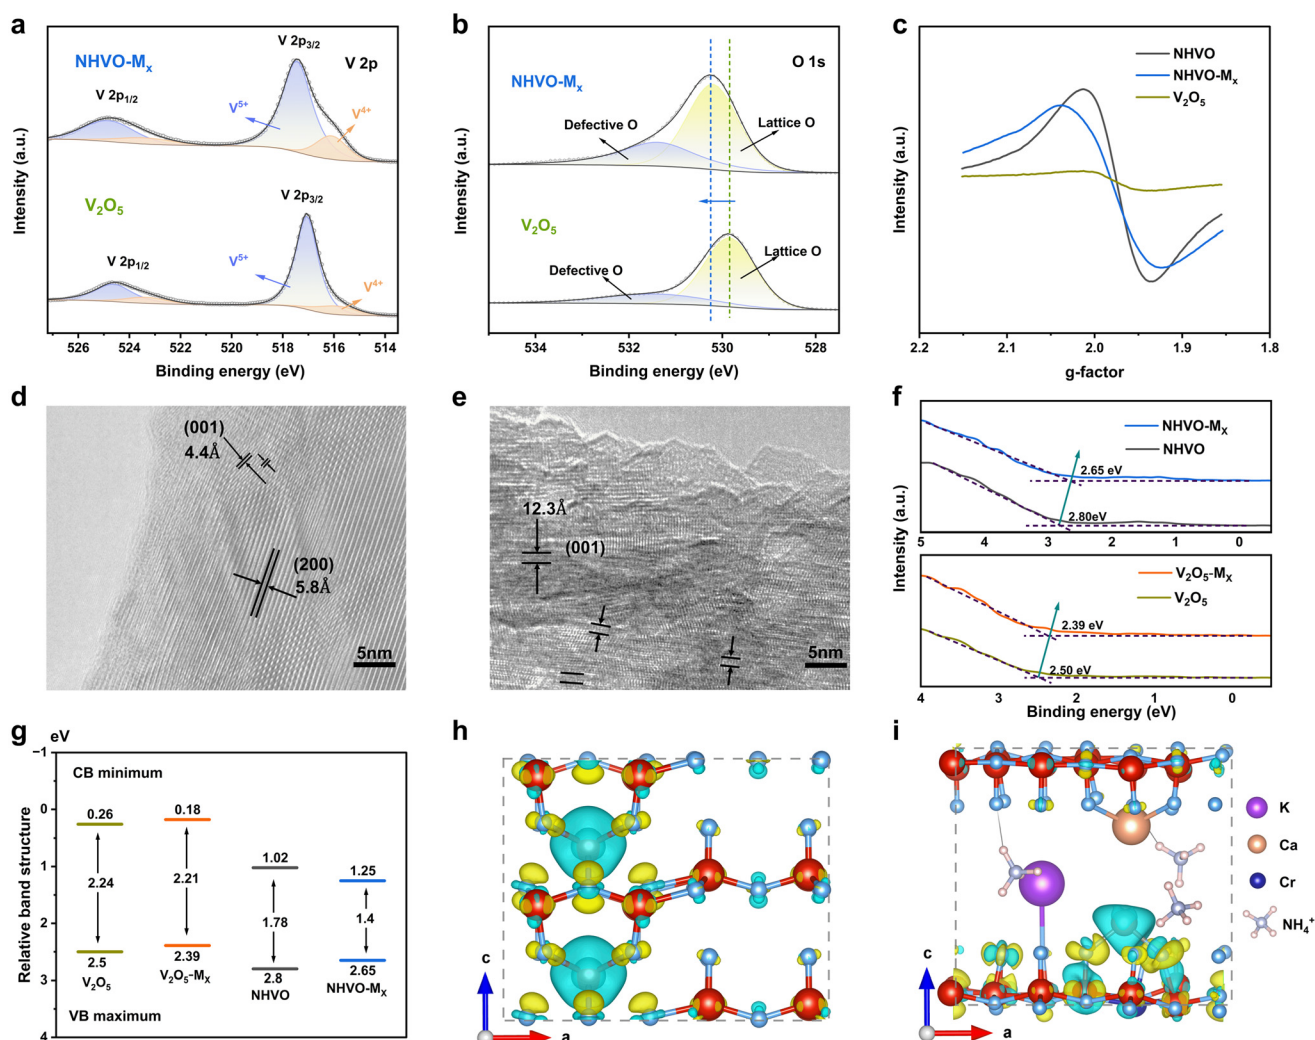 a
NHVO-Mx
V 2p3/2
V 2p
V 2p1/2
V5+
V4+
V2O5
V 2p3/2
V 2p1/2
V5+
V4+
Intensity (a.u.)
526 524 522 520 518 516 514
Binding energy (eV)
b
O 1s
NHVO-Mx
Defective O
Lattice O
V2O5
Defective O
Lattice O
Intensity (a.u.)
534 532 530 528
Binding energy (eV)
c
NHVO
NHVO-Mx
V2O5
Intensity (a.u.)
2.2 2.1 2.0 1.9 1.8
g-factor
d
(001)
4.4Å
(200)
5.8Å
5nm
e
12.3Å
(001)
5nm
f
NHVO-MX
NHVO
2.65 eV
2.80eV
5 4 3 2 1 0
V2O5-MX
V2O5
2.39 eV
2.50 eV
4 3 2 1 0
Intensity (a.u.)
Binding energy (eV)
g
eV
−1
0
1
2
3
4
Relative band structure
CB minimum
0.26
0.18
1.02
1.25
2.24
2.21
1.78
1.4
2.5
2.39
2.8
2.65
V2O5
V2O5-MX
NHVO
NHVO-MX
VB maximum
h
c
a
i
c
a
K
Ca
Cr
NH4+